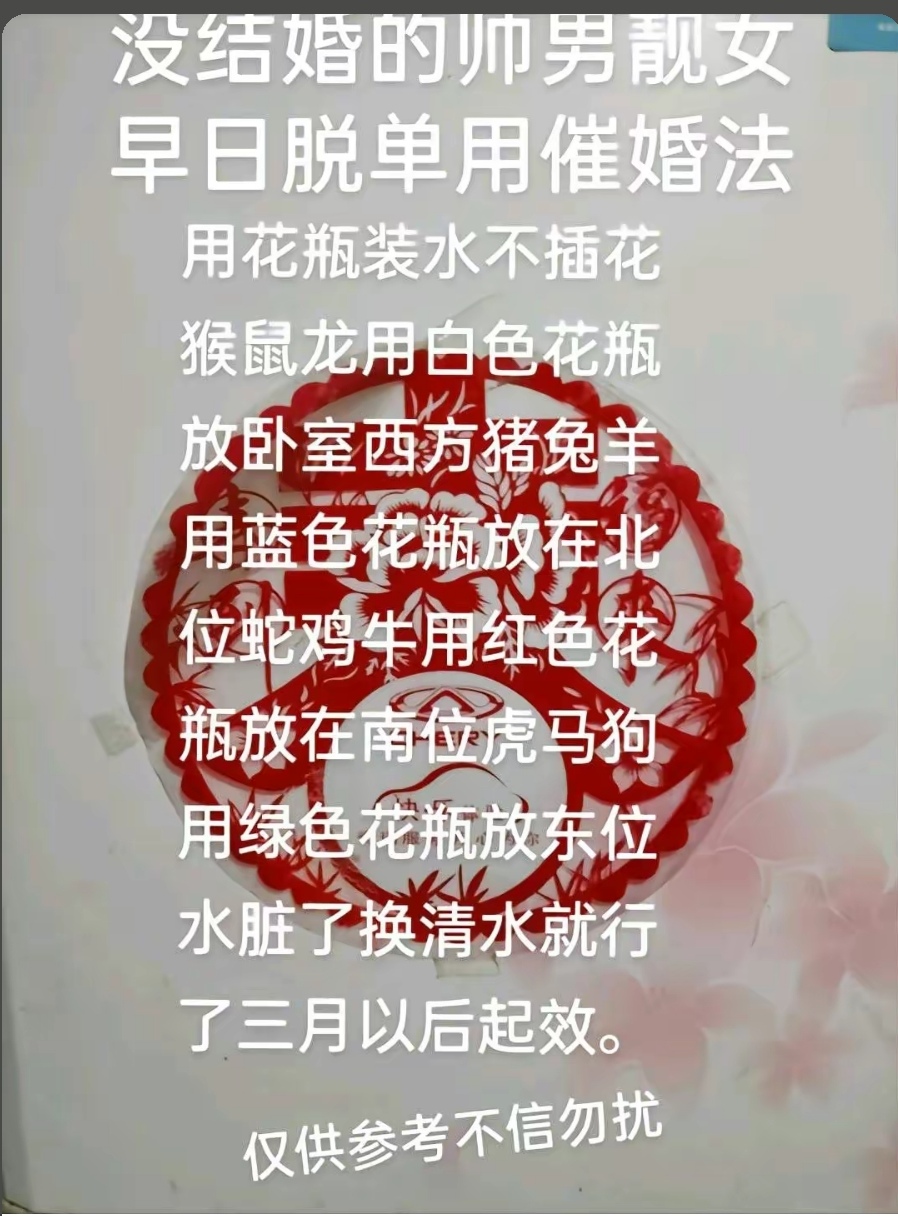 没结婚的帅男靓女
早日脱单用催婚法
用花瓶装水不插花
猴鼠龙用白色花瓶
放卧室西方猪兔羊
用蓝色花瓶放在北
位蛇鸡牛用红色花
瓶放在南位虎马狗
用绿色花瓶放东位
水脏了换清水就行
了三月以后起效。
仅供参考不信勿扰